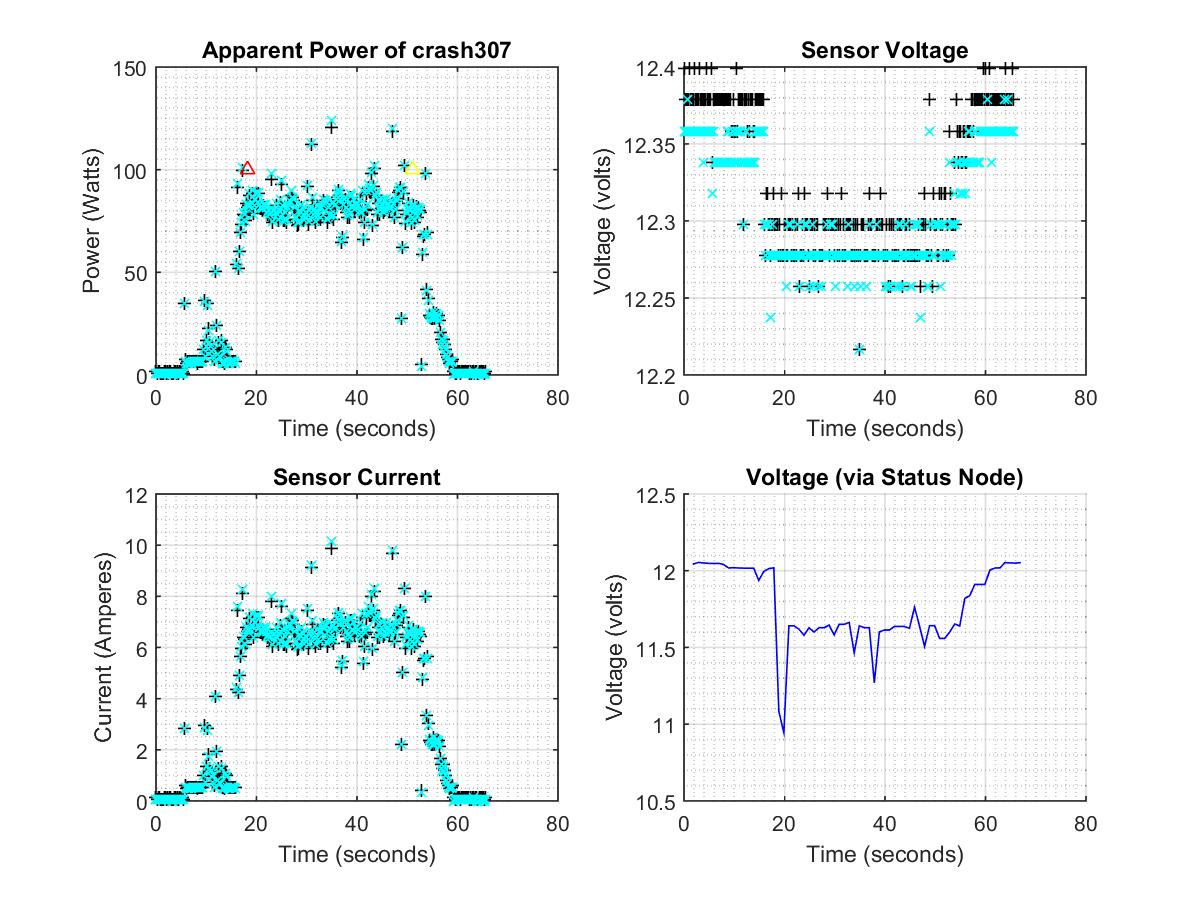 Apparent Power of crash307
150
100
50
0
Power (Watts)
0 20 40 60 80
Time (seconds)
Sensor Voltage
12.4
12.35
12.3
12.25
12.2
Voltage (volts)
0 20 40 60 80
Time (seconds)
Sensor Current
12
10
8
6
4
2
0
Current (Amperes)
0 20 40 60 80
Time (seconds)
Voltage (via Status Node)
12.5
12
11.5
11
10.5
Voltage (volts)
0 20 40 60 80
Time (seconds)